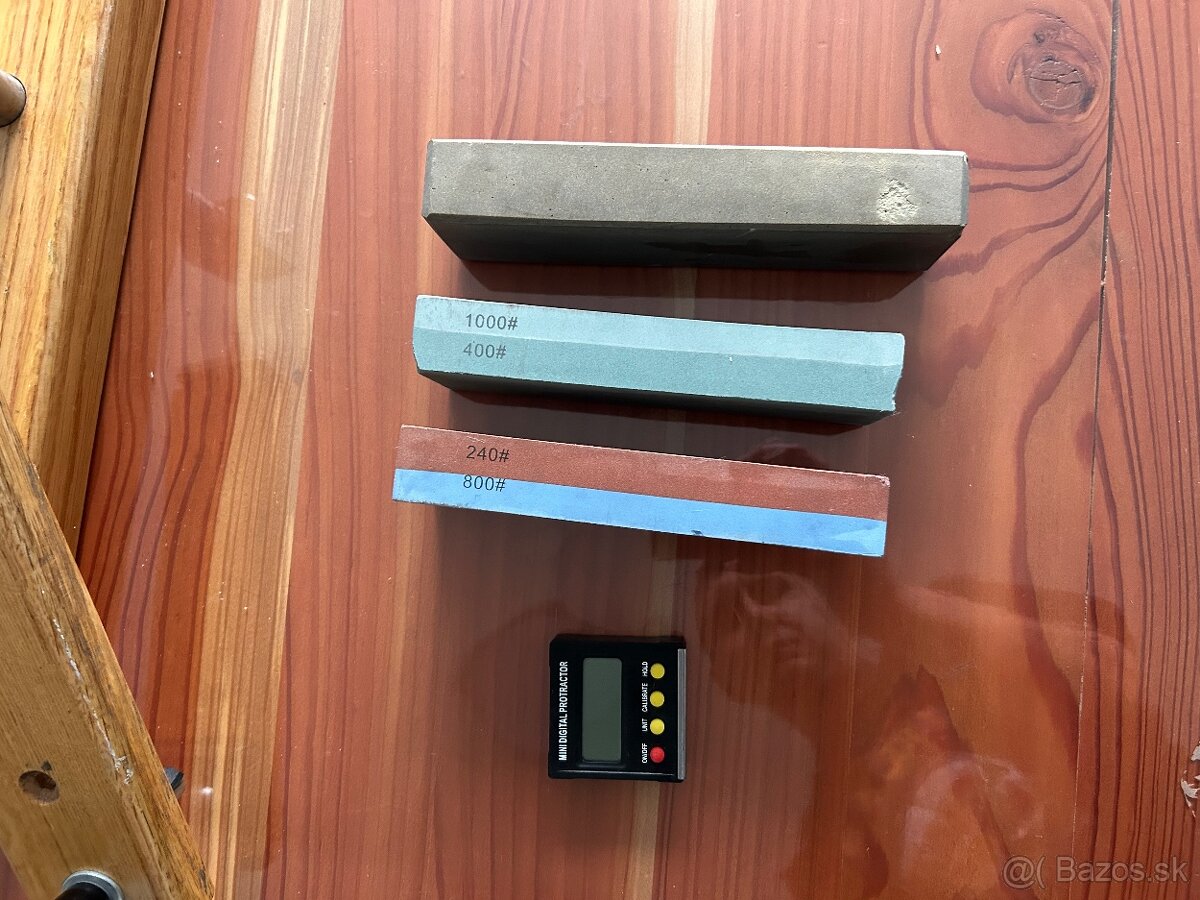 1000#
400#
240#
800#
MINI DIGITAL PROTRACTOR
ON/OFF UNIT CALIBRATE HOLD
@( Bazos.sk